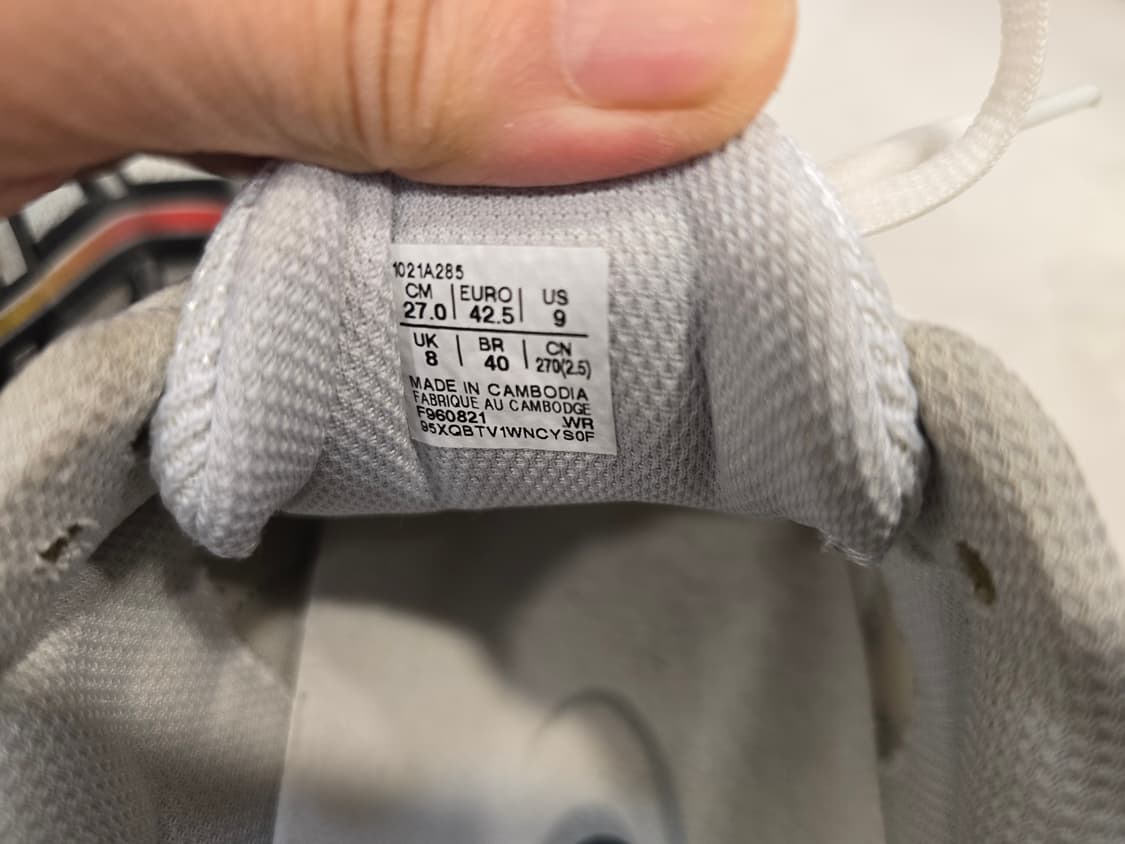 1021A285
CM | EURO | US
27.0 | 42.5 | 9
UK | BR | CN
8 | 40 | 270(2.5)
MADE IN CAMBODIA
FABRIQUE AU CAMBODGE
F960821 WR
95XQBTV1WNCYS0F